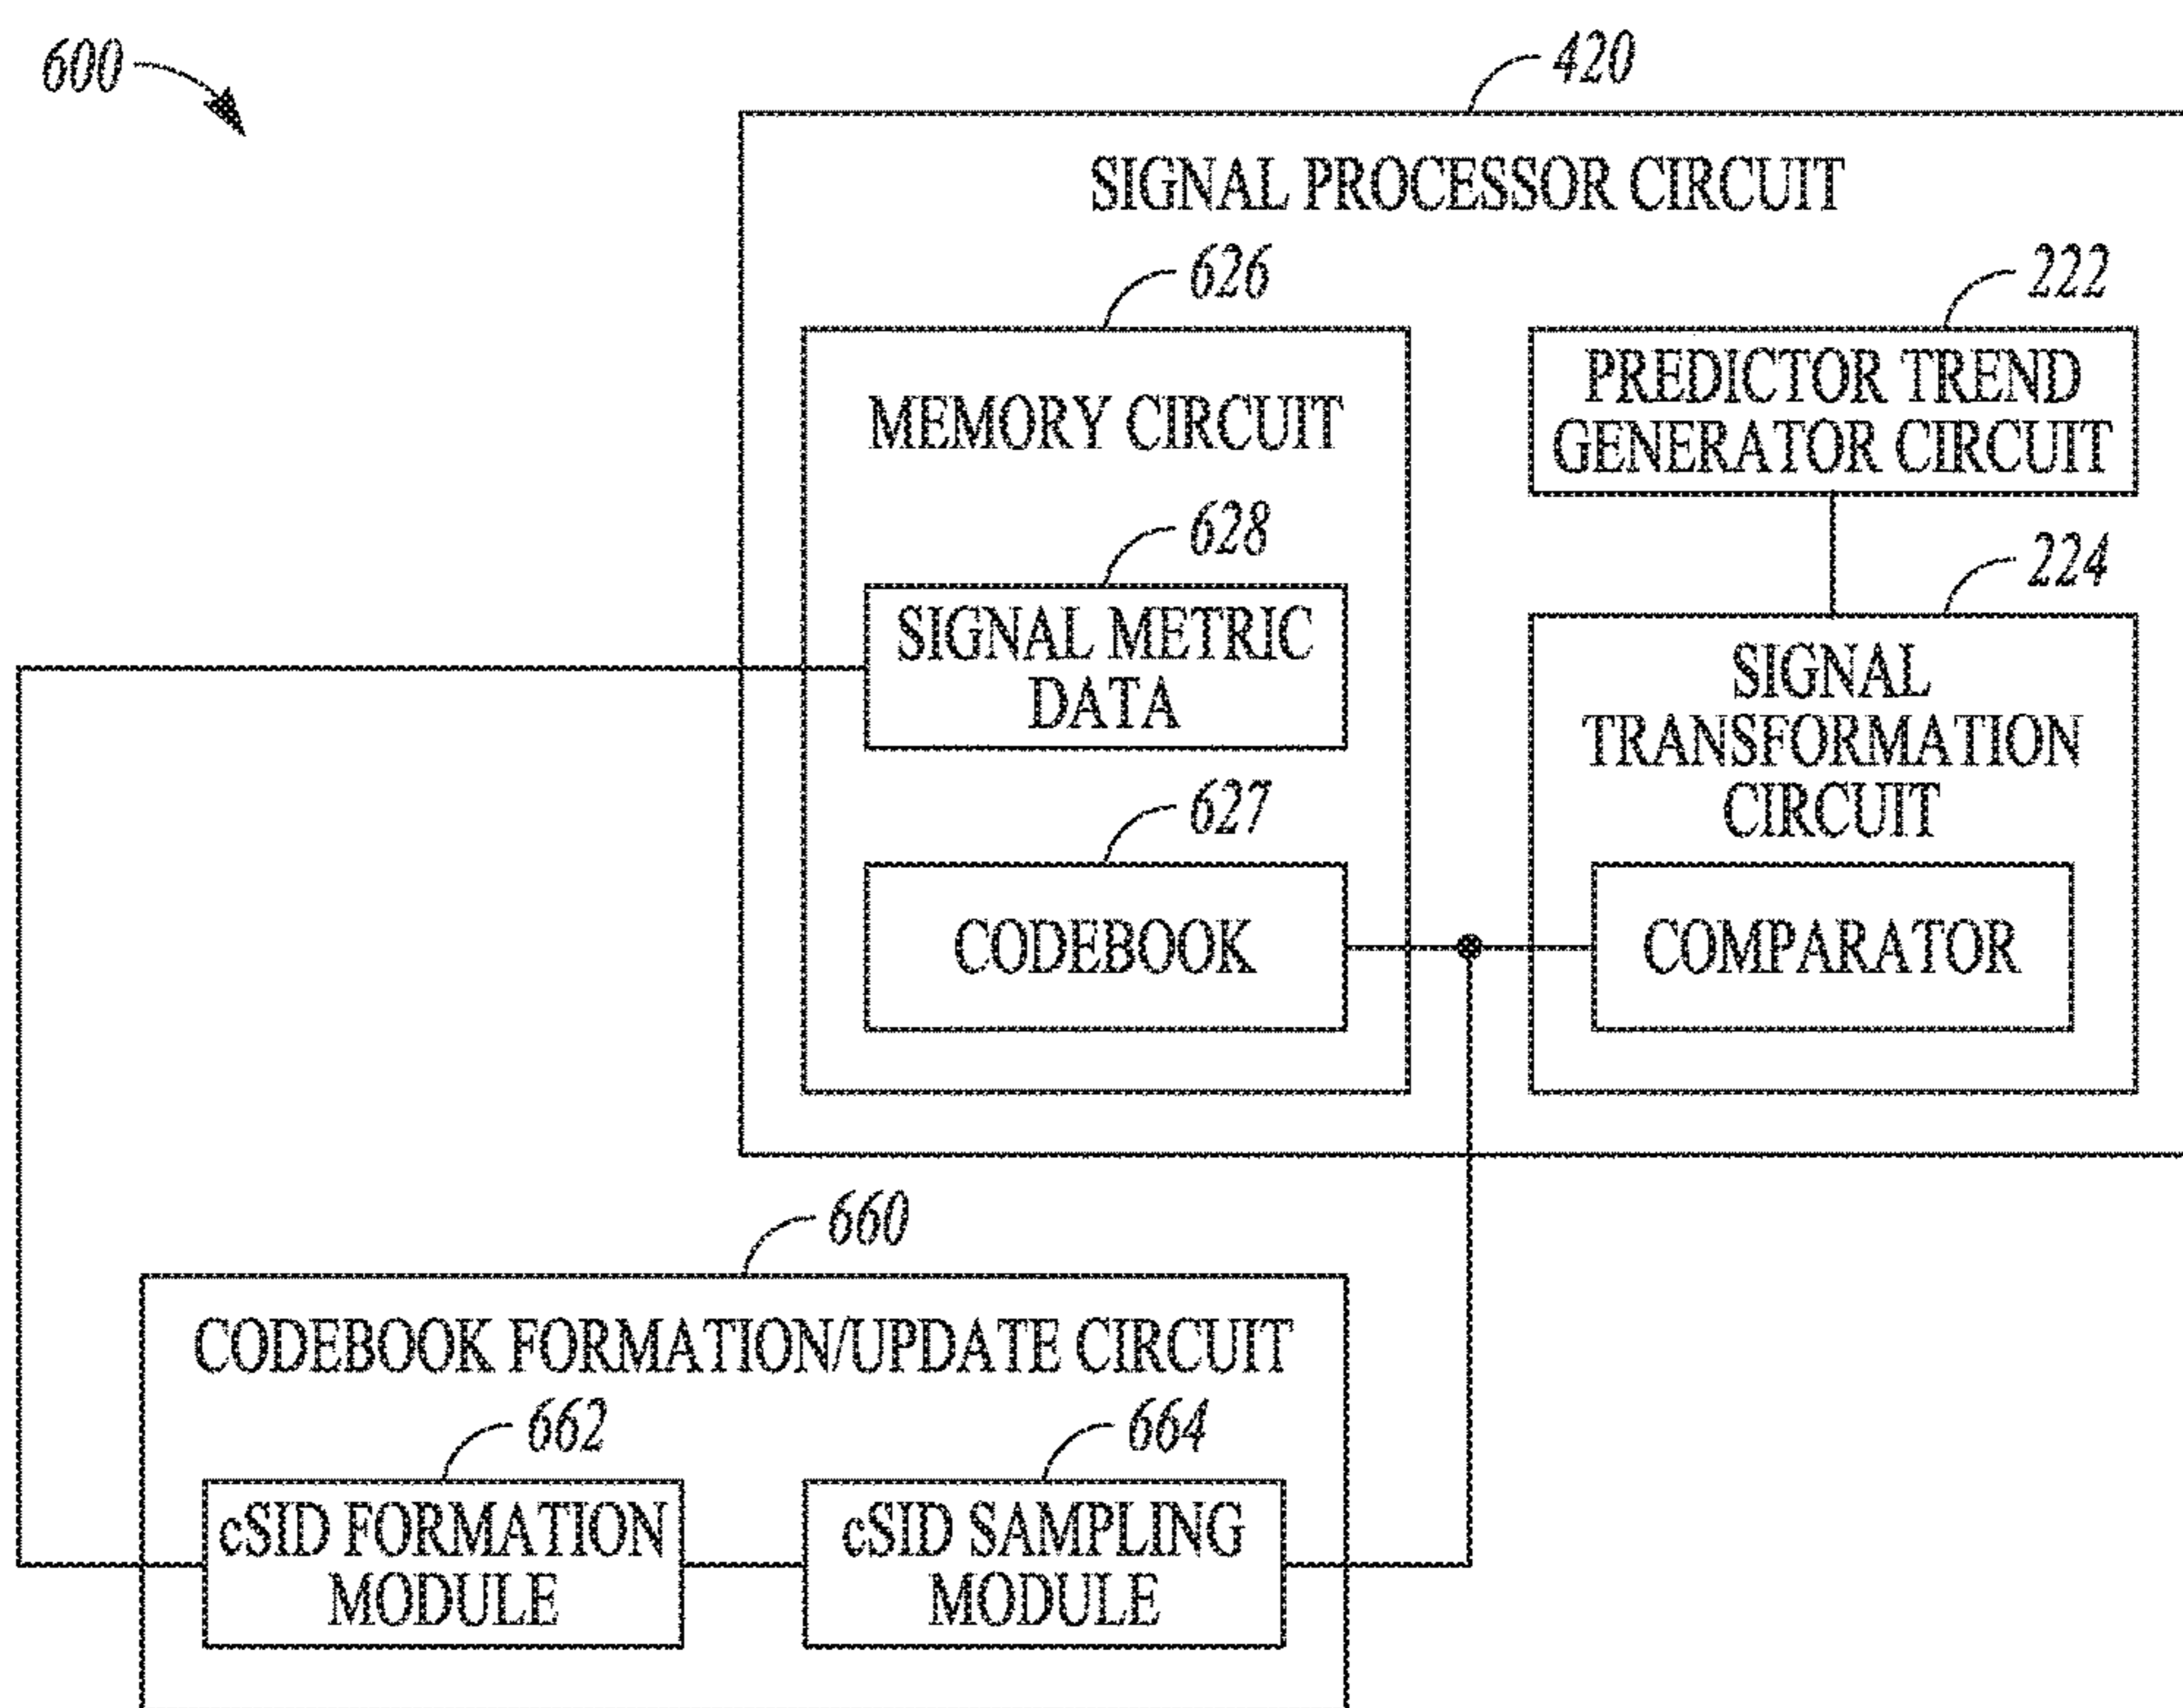 600
420
SIGNAL PROCESSOR CIRCUIT
626
222
MEMORY CIRCUIT
PREDICTOR TREND
GENERATOR CIRCUIT
628
224
SIGNAL METRIC
DATA
SIGNAL
TRANSFORMATION
CIRCUIT
627
CODEBOOK
COMPARATOR
660
CODEBOOK FORMATION/UPDATE CIRCUIT
662
664
cSID FORMATION
MODULE
cSID SAMPLING
MODULE